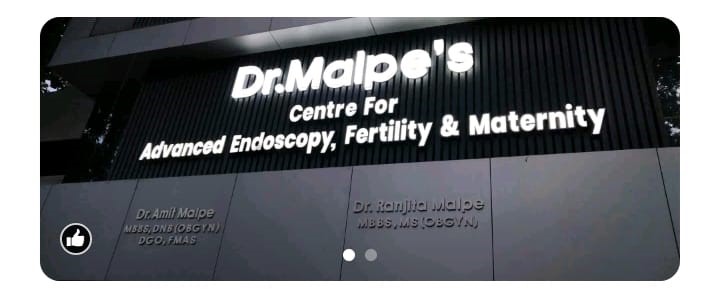 Dr.Malpe's
Centre For
Advanced Endoscopy, Fertility & Maternity
Dr. Amit Malpe
MBBS, DNB (OBGYN)
DGO, FMAS
Dr. Ranjita Malpe
MBBS, MS (OBGYN)